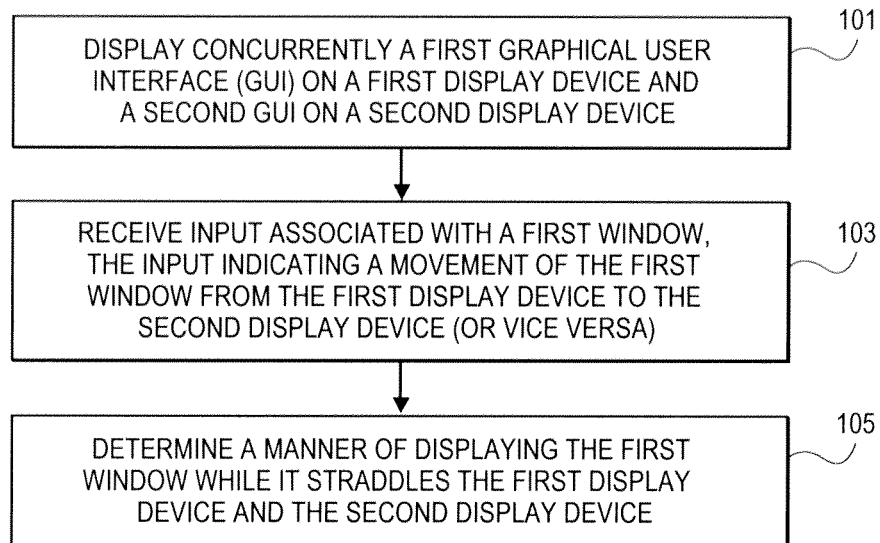 101
DISPLAY CONCURRENTLY A FIRST GRAPHICAL USER
INTERFACE (GUI) ON A FIRST DISPLAY DEVICE AND
A SECOND GUI ON A SECOND DISPLAY DEVICE
103
RECEIVE INPUT ASSOCIATED WITH A FIRST WINDOW,
THE INPUT INDICATING A MOVEMENT OF THE FIRST
WINDOW FROM THE FIRST DISPLAY DEVICE TO THE
SECOND DISPLAY DEVICE (OR VICE VERSA)
105
DETERMINE A MANNER OF DISPLAYING THE FIRST
WINDOW WHILE IT STRADDLES THE FIRST DISPLAY
DEVICE AND THE SECOND DISPLAY DEVICE